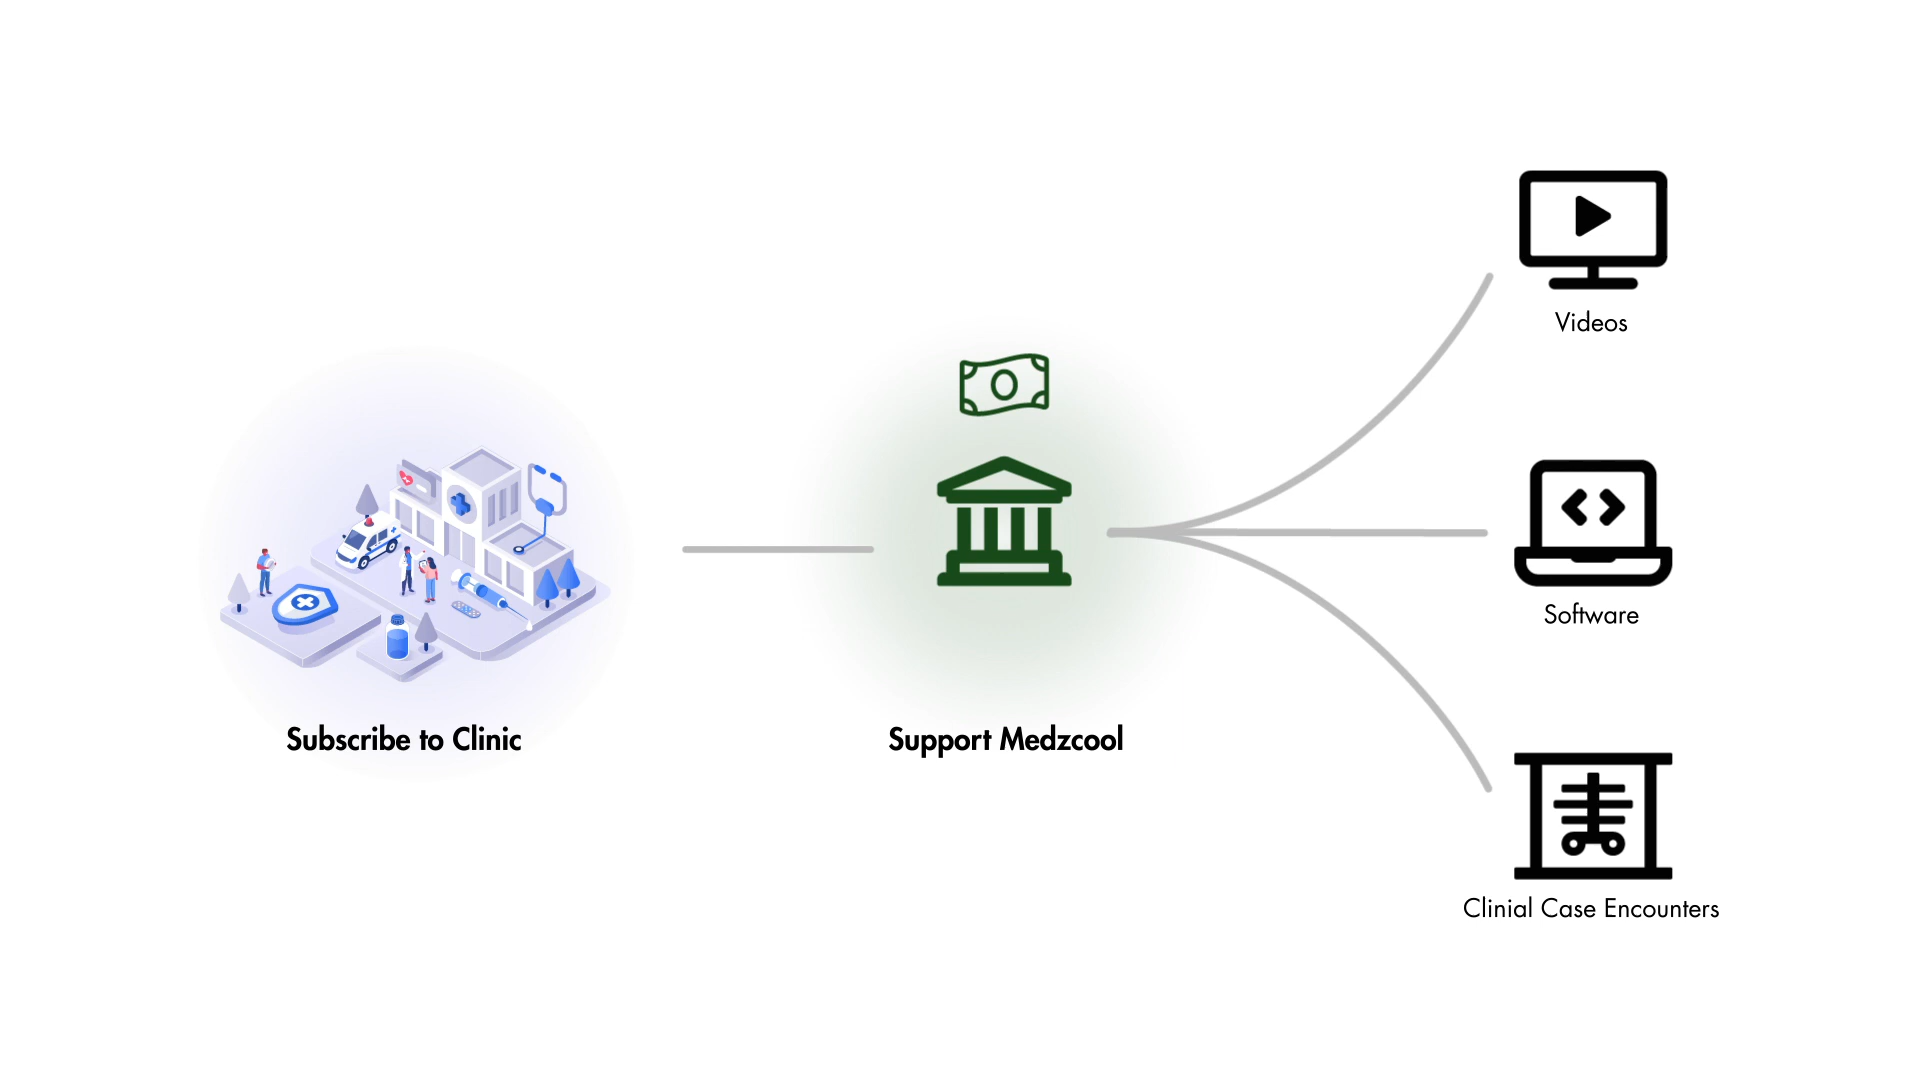 Subscribe to Clinic
Support Medzcool
Videos
Software
Clinial Case Encounters